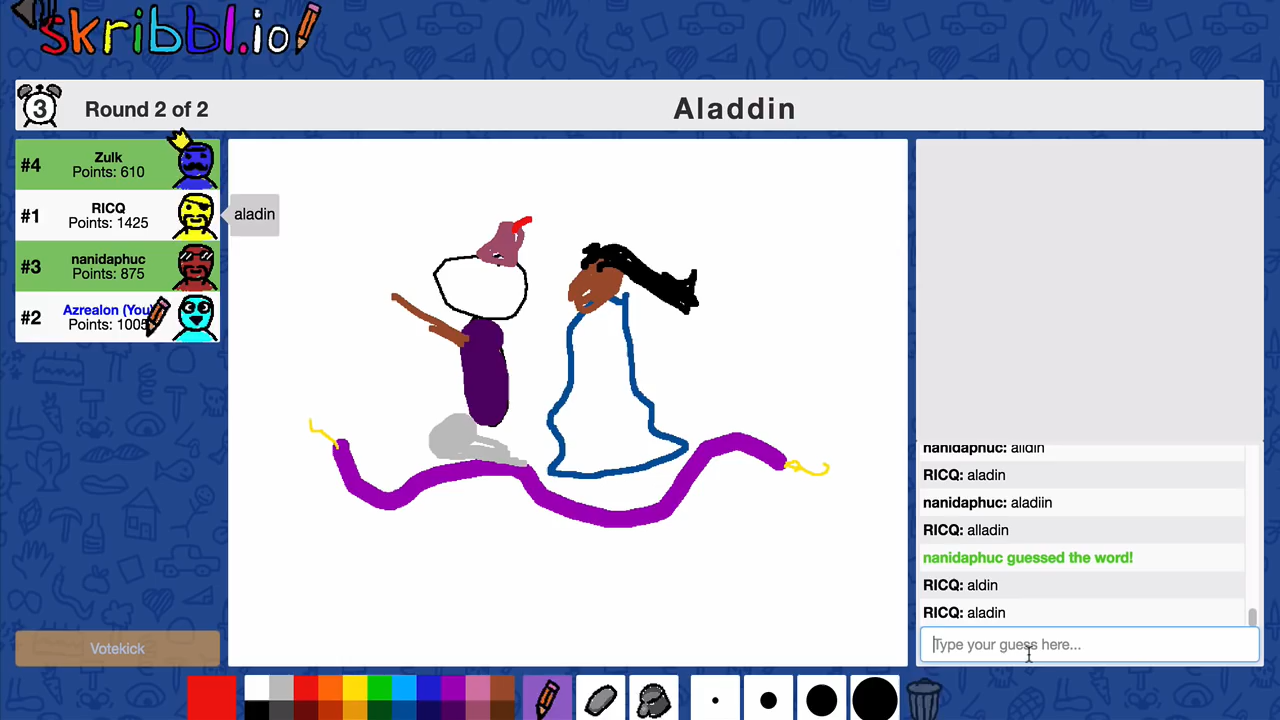 skribbl.io
3
Round 2 of 2
Aladdin
#4
Zulk
Points: 610
#1
RICQ
Points: 1425
aladin
#3
nanidaphuc
Points: 875
#2
Azrealon (You)
Points: 1005
Votekick
nanidaphuc: alidin
RICQ: aladin
nanidaphuc: aladiin
RICQ: alladin
nanidaphuc guessed the word!
RICQ: aldin
RICQ: aladin
Type your guess here...